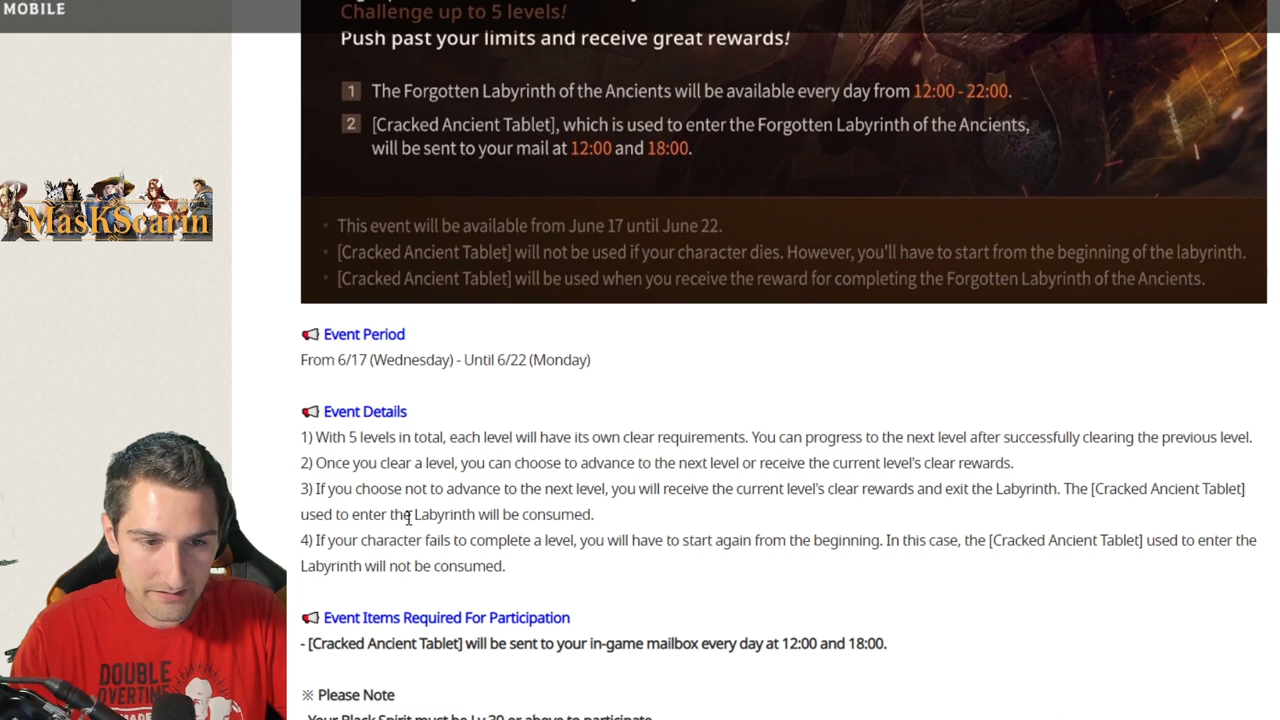 MOBILE
Challenge up to 5 levels!
Push past your limits and receive great rewards!
1 The Forgotten Labyrinth of the Ancients will be available every day from 12:00 - 22:00.
2 [Cracked Ancient Tablet], which is used to enter the Forgotten Labyrinth of the Ancients,
will be sent to your mail at 12:00 and 18:00.
MasKScarin
• This event will be available from June 17 until June 22.
• [Cracked Ancient Tablet] will not be used if your character dies. However, you'll have to start from the beginning of the labyrinth.
• [Cracked Ancient Tablet] will be used when you receive the reward for completing the Forgotten Labyrinth of the Ancients.
Event Period
From 6/17 (Wednesday) - Until 6/22 (Monday)
Event Details
1) With 5 levels in total, each level will have its own clear requirements. You can progress to the next level after successfully clearing the previous level.
2) Once you clear a level, you can choose to advance to the next level or receive the current level's clear rewards.
3) If you choose not to advance to the next level, you will receive the current level's clear rewards and exit the Labyrinth. The [Cracked Ancient Tablet]
used to enter the Labyrinth will be consumed.
4) If your character fails to complete a level, you will have to start again from the beginning. In this case, the [Cracked Ancient Tablet] used to enter the
Labyrinth will not be consumed.
Event Items Required For Participation
- [Cracked Ancient Tablet] will be sent to your in-game mailbox every day at 12:00 and 18:00.
※ Please Note
- Your Black Spirit must be Lv.30 or above to participate
DOUBLE
OVERTIME